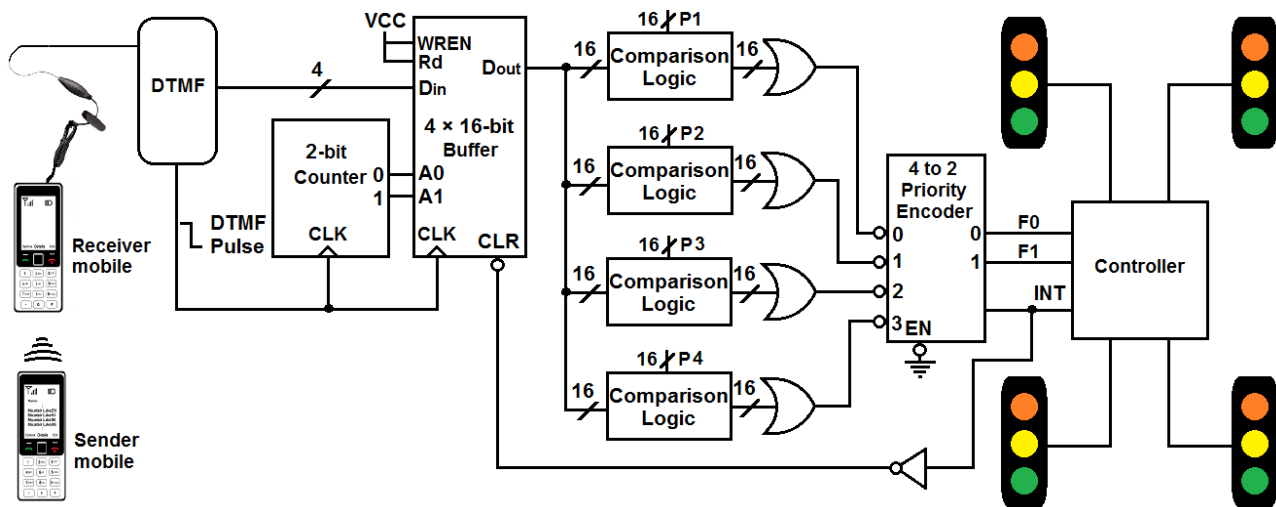 VCC
DTMF
4
WREN
Rd
Din
Dout
4 × 16-bit
Buffer
A0
A1
CLK
CLR
2-bit
Counter
0
1
CLK
DTMF
Pulse
Receiver
mobile
Sender
mobile
16 P1
16
Comparison
Logic
16
16 P2
16
Comparison
Logic
16
16 P3
16
Comparison
Logic
16
16 P4
16
Comparison
Logic
16
4 to 2
Priority
Encoder
0
1
2
3
EN
0
1
F0
F1
INT
Controller